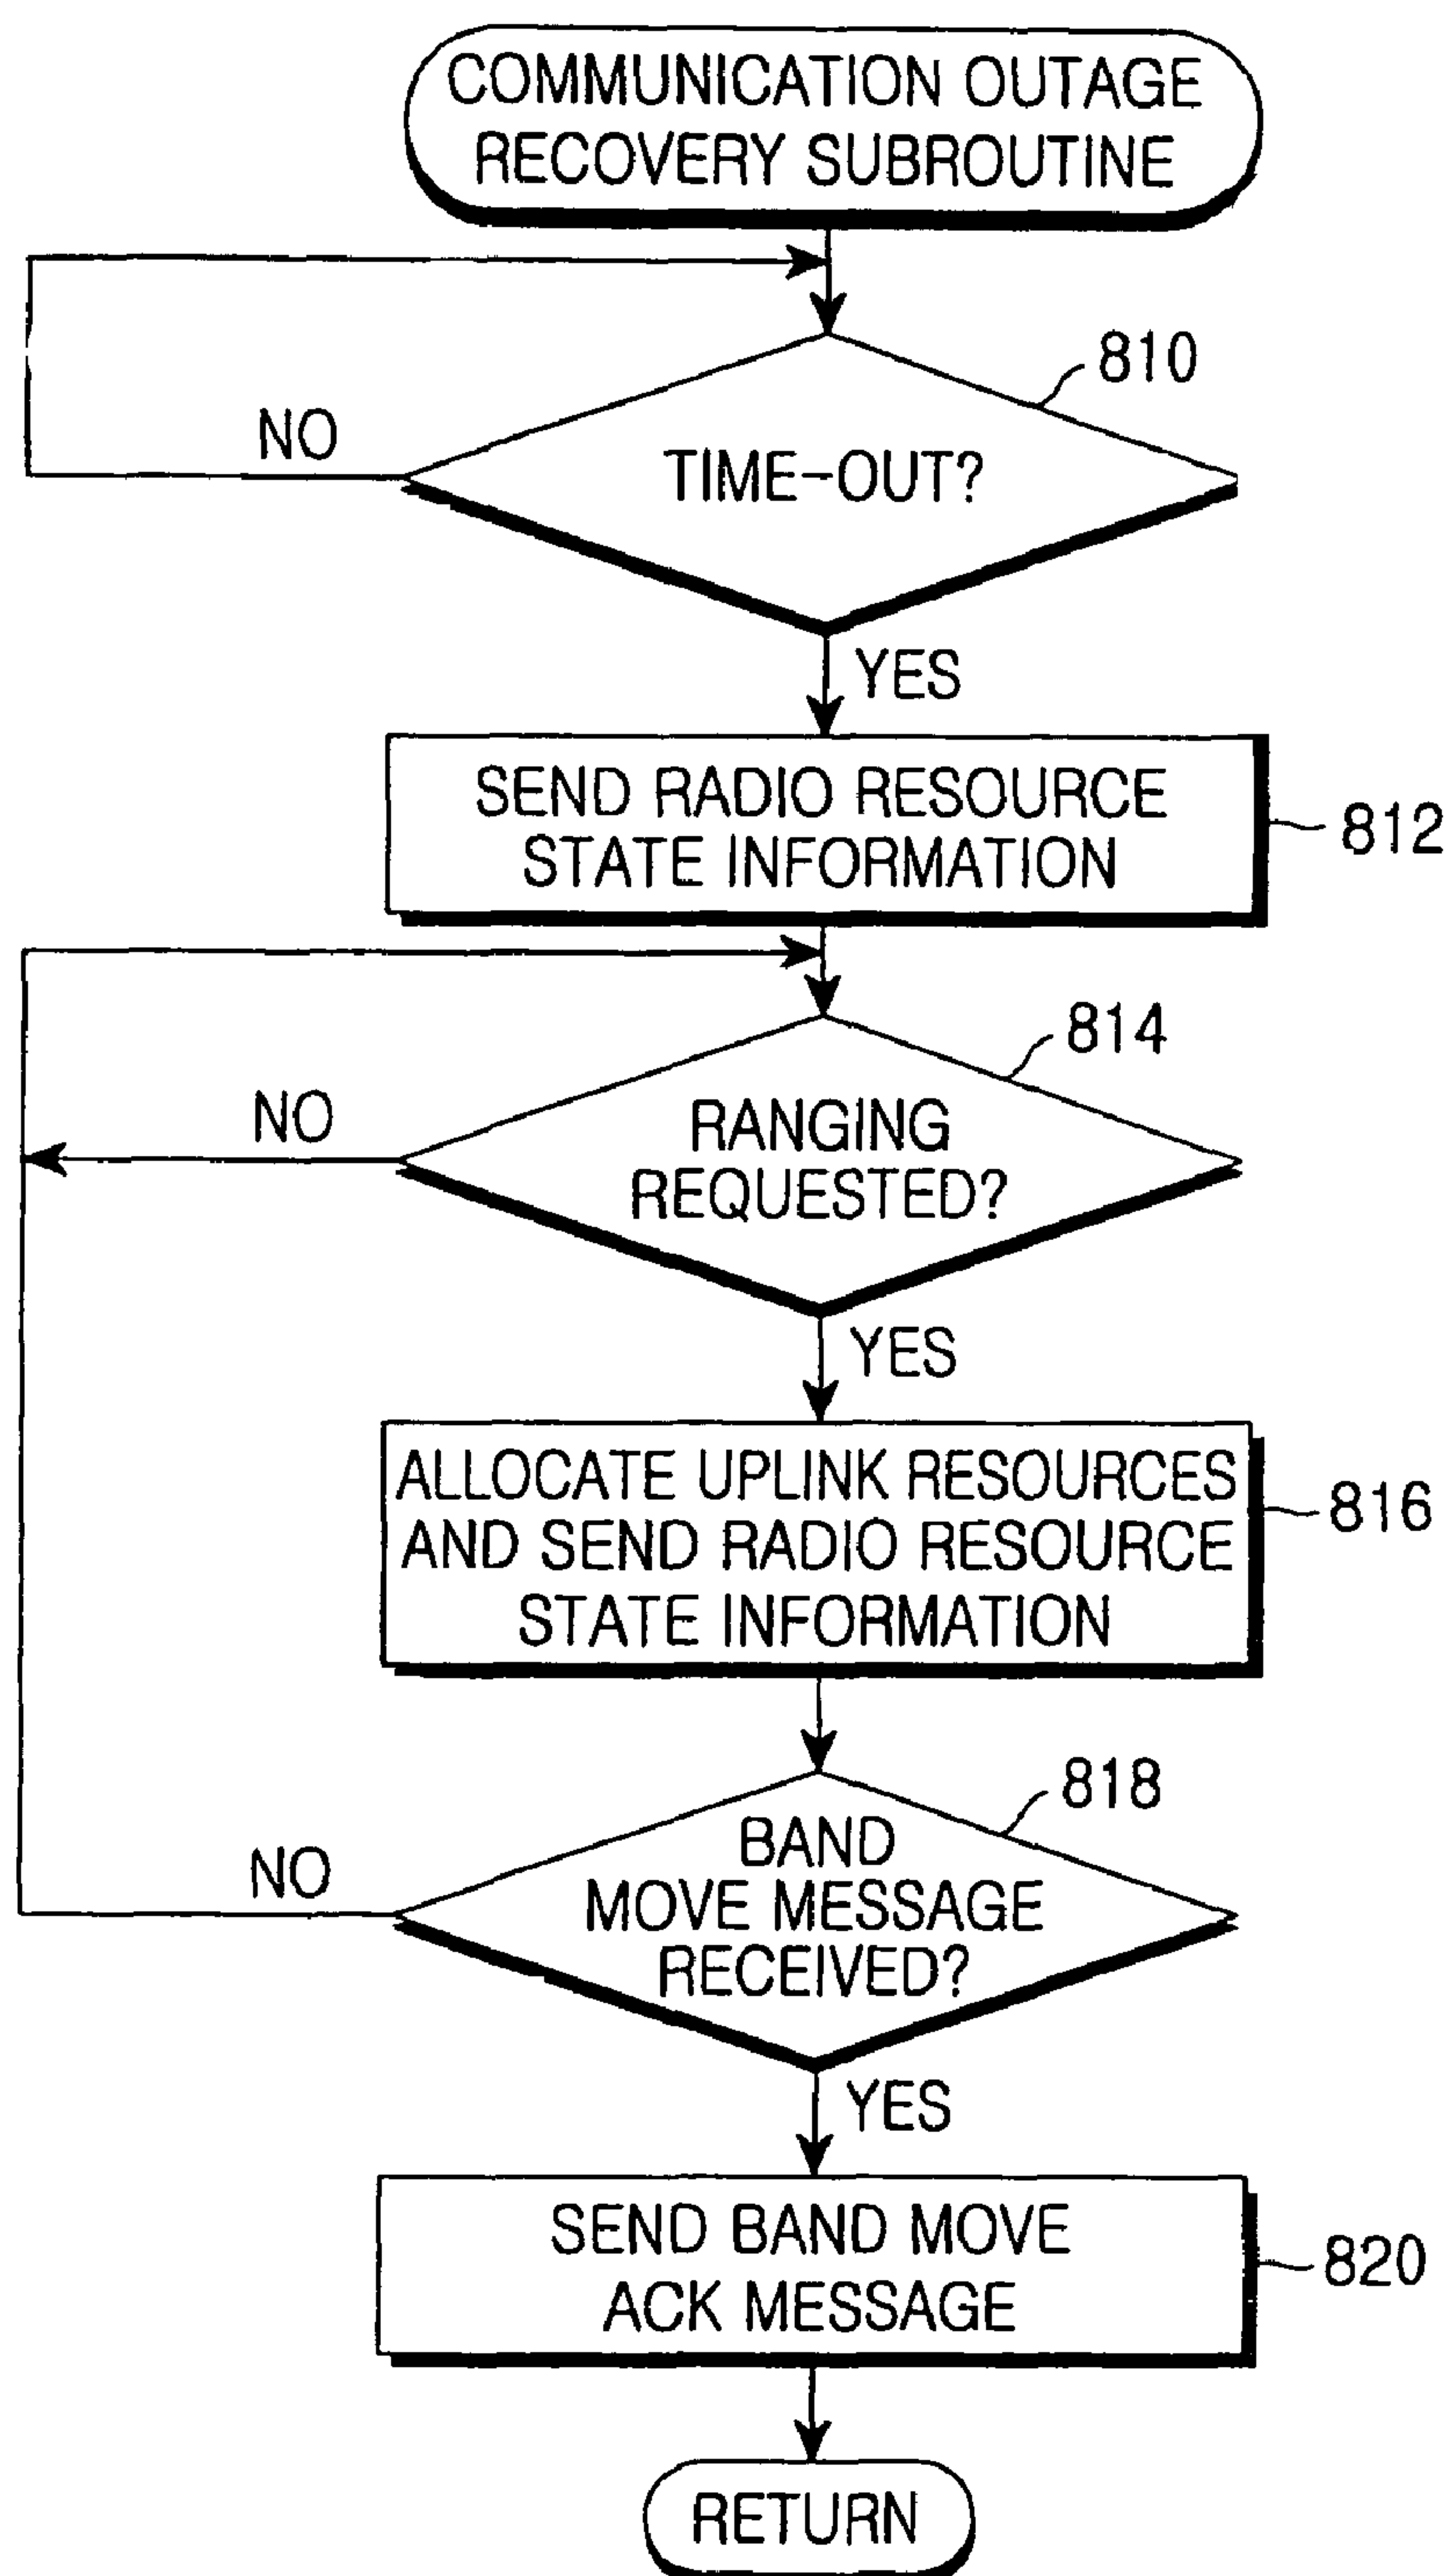 COMMUNICATION OUTAGE
RECOVERY SUBROUTINE
810
NO
TIME-OUT?
YES
SEND RADIO RESOURCE
STATE INFORMATION
812
814
NO
RANGING
REQUESTED?
YES
ALLOCATE UPLINK RESOURCES
AND SEND RADIO RESOURCE
STATE INFORMATION
816
818
NO
BAND
MOVE MESSAGE
RECEIVED?
YES
SEND BAND MOVE
ACK MESSAGE
820
RETURN